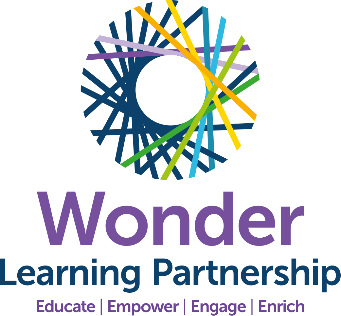 Wonder
Learning Partnership
Educate | Empower | Engage | Enrich